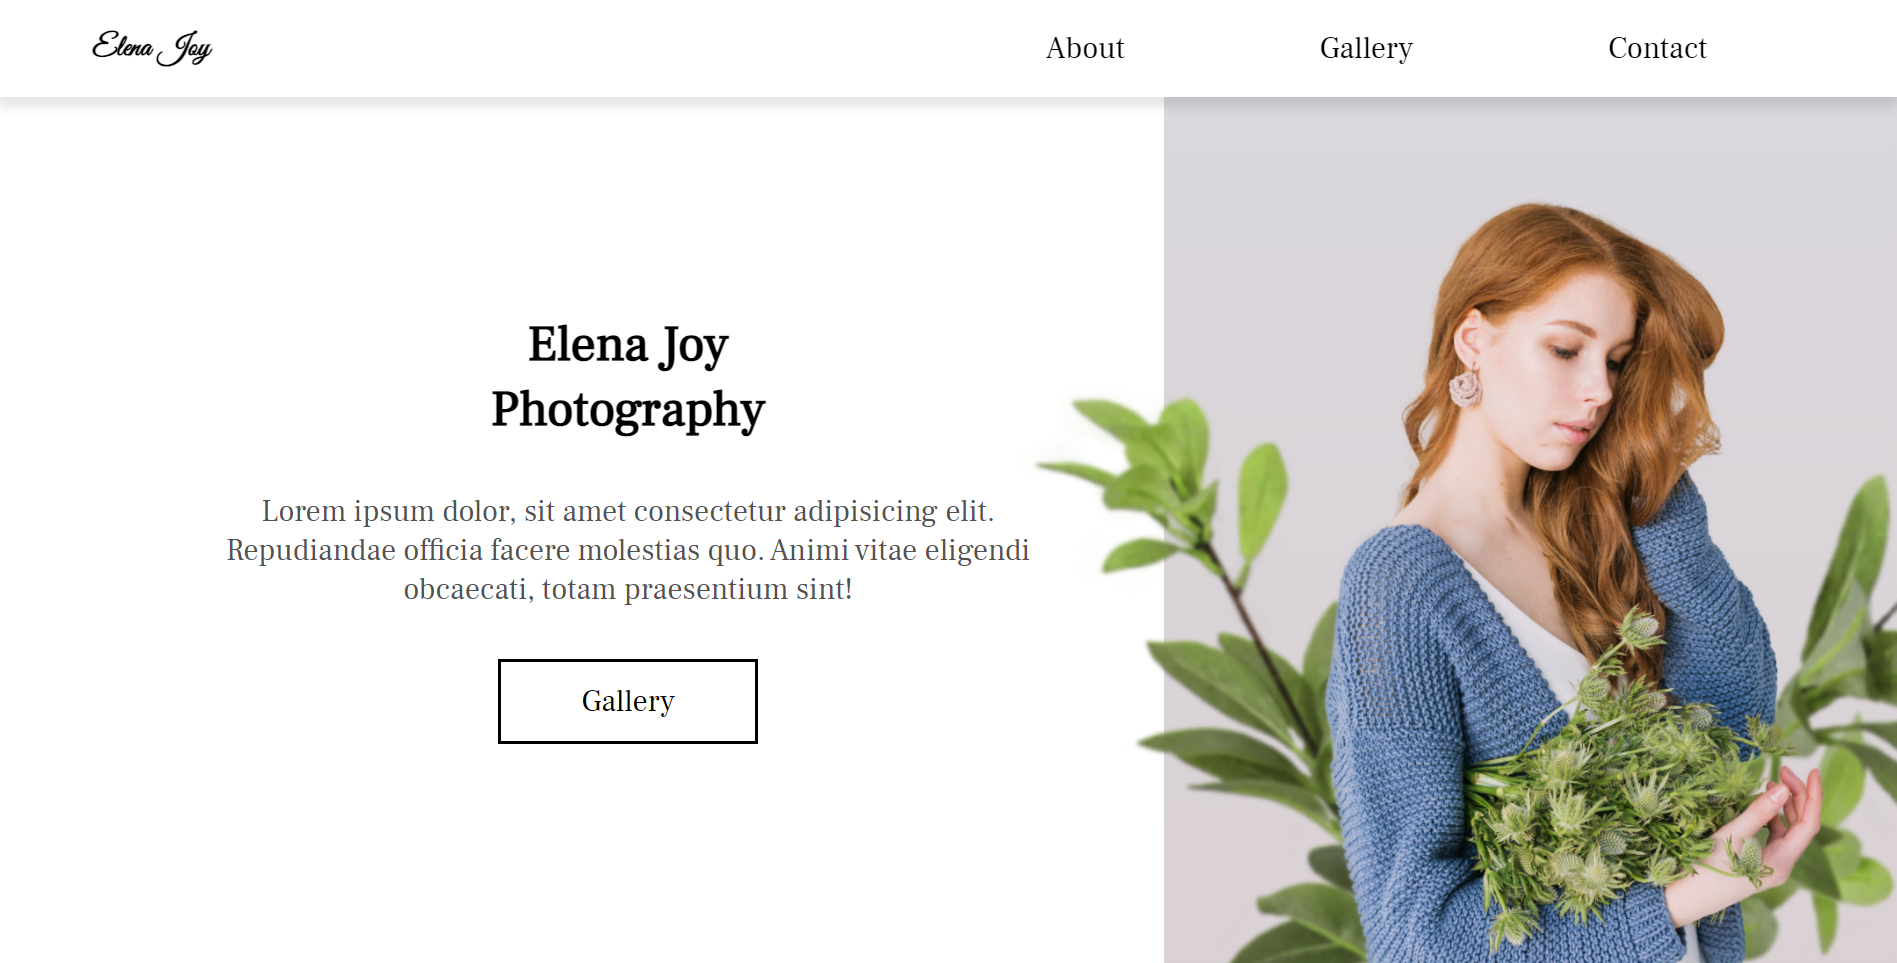 Elena Joy
About
Gallery
Contact
Elena Joy
Photography
Lorem ipsum dolor, sit amet consectetur adipisicing elit.
Repudiandae officia facere molestias quo. Animi vitae eligendi
obcaecati, totam praesentium sint!
Gallery